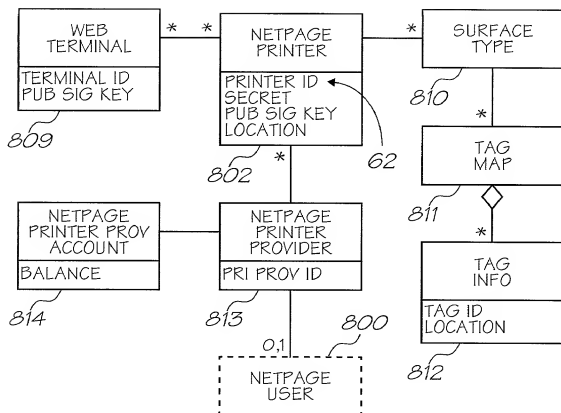 WEB
TERMINAL
TERMINAL ID
PUB SIG KEY
809
*
*
NETPAGE
PRINTER
PRINTER ID
SECRET
PUB SIG KEY
LOCATION
802
62
*
SURFACE
TYPE
810
*
TAG
MAP
811
*
TAG
INFO
TAG ID
LOCATION
812
*
NETPAGE
PRINTER PROV
ACCOUNT
BALANCE
814
NETPAGE
PRINTER
PROVIDER
PRI PROV ID
813
0,1
800
NETPAGE
USER